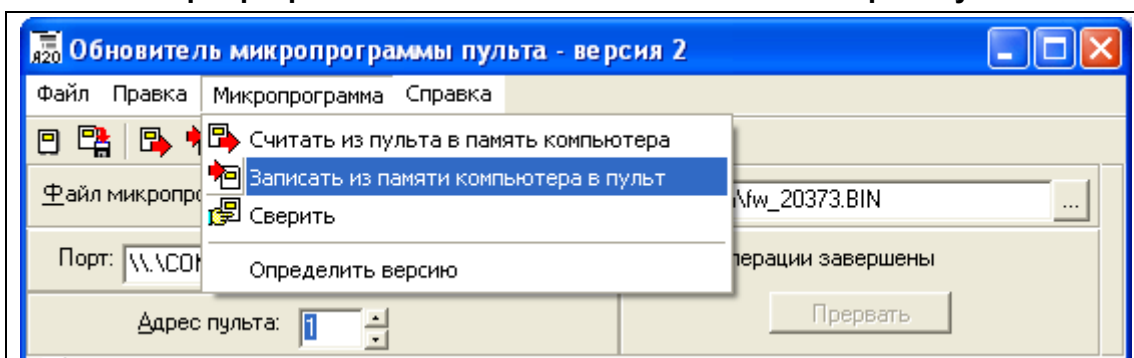 Обновитель микропрограммы пульта - версия 2
Файл Правка Микропрограмма Справка
Считать из пульта в память компьютера
Записать из памяти компьютера в пульт
Файл \fw_20373.BIN ...
Сверить
Порт: \\.\COM завершены
Определить версию
Адрес пульта: 1 Прервать